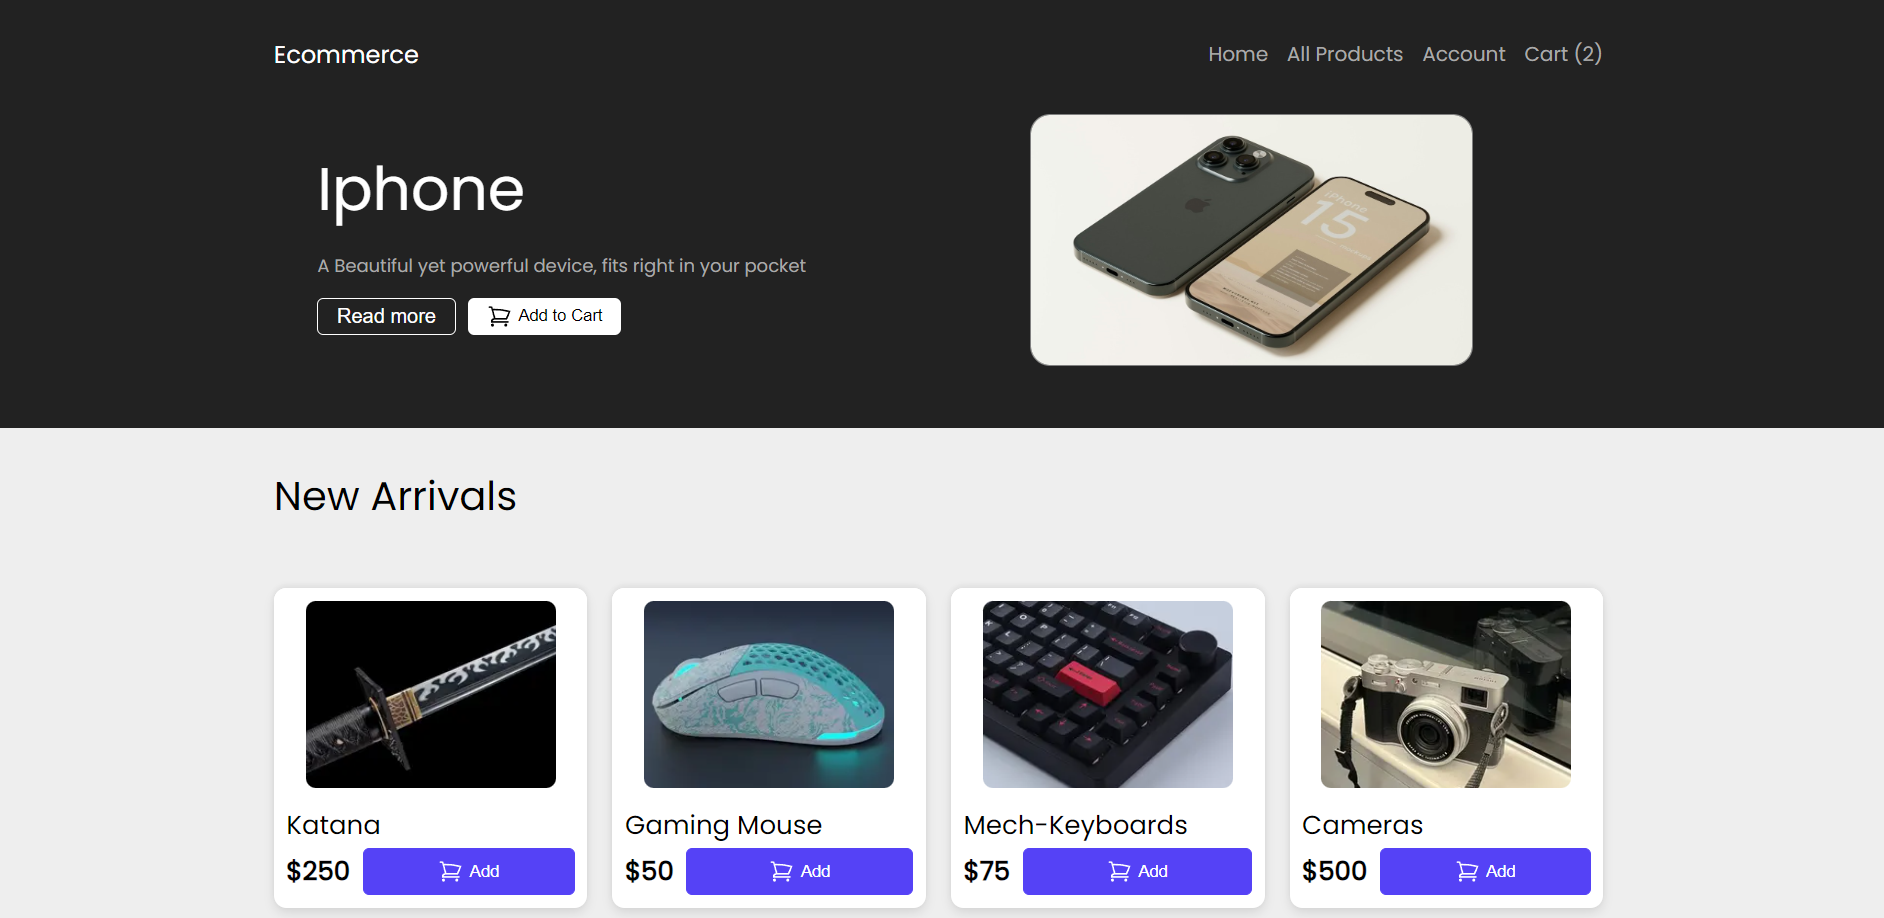 Ecommerce
Home All Products Account Cart (2)
Iphone
A Beautiful yet powerful device, fits right in your pocket
Read more Add to Cart
iPhone
15
New Arrivals
Katana
$250 Add
Gaming Mouse
$50 Add
Mech-Keyboards
$75 Add
Cameras
$500 Add